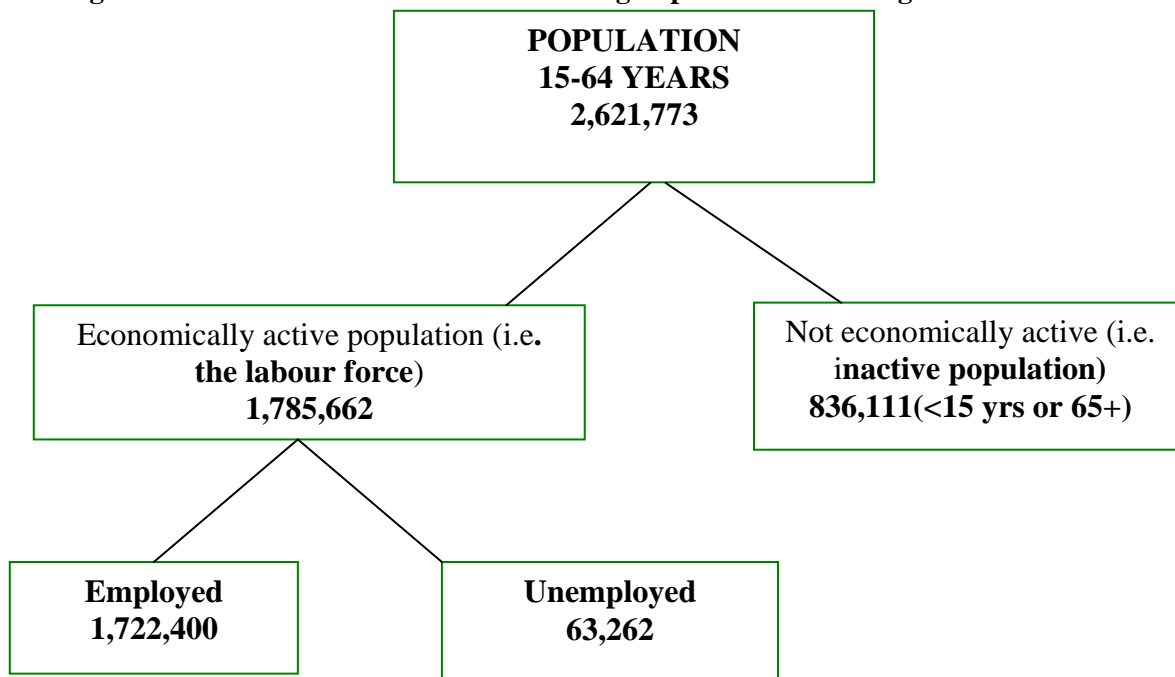 POPULATION
15-64 YEARS
2,621,773
Economically active population (i.e.
the labour force)
1,785,662
Not economically active (i.e.
inactive population)
836,111(<15 yrs or 65+)
Employed
1,722,400
Unemployed
63,262